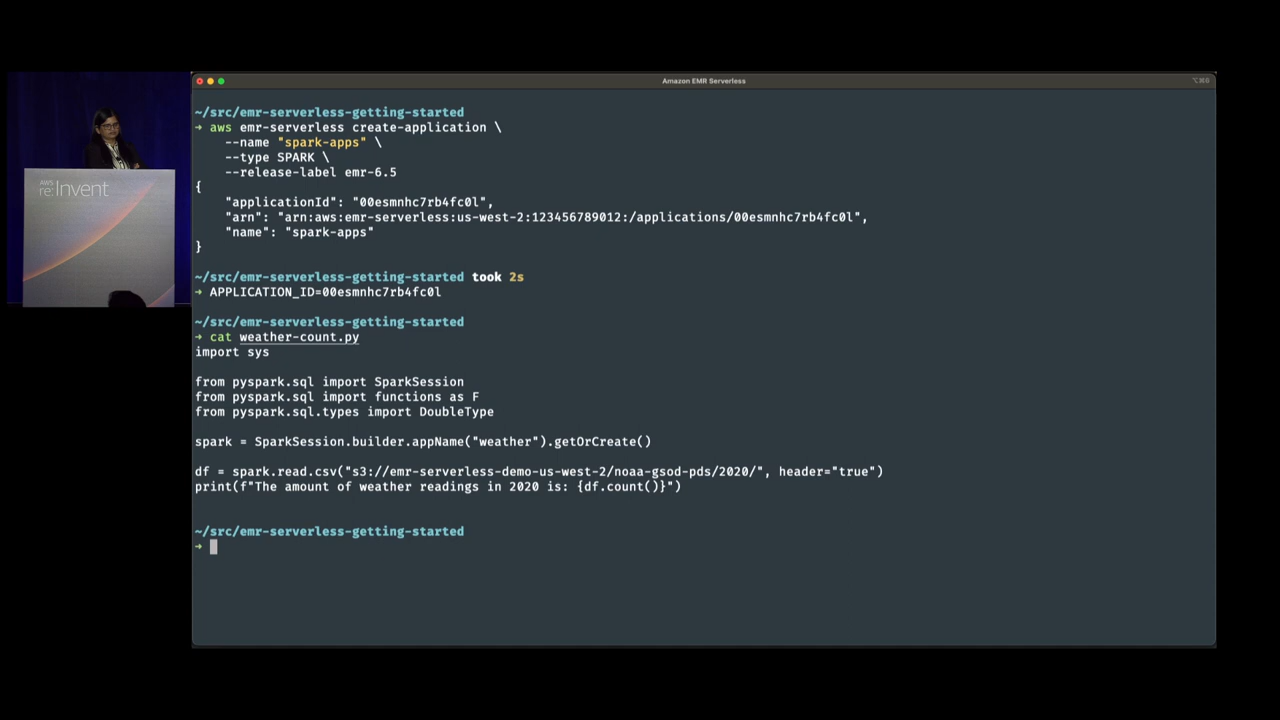 Amazon EMR Serverless
⌥⌘6
~/src/emr-serverless-getting-started
→ aws emr-serverless create-application \
--name "spark-apps" \
--type SPARK \
--release-label emr-6.5
{
"applicationId": "00esmnhc7rb4fc0l",
"arn": "arn:aws:emr-serverless:us-west-2:123456789012:/applications/00esmnhc7rb4fc0l",
"name": "spark-apps"
}
~/src/emr-serverless-getting-started took 2s
→ APPLICATION_ID=00esmnhc7rb4fc0l
~/src/emr-serverless-getting-started
→ cat weather-count.py
import sys
from pyspark.sql import SparkSession
from pyspark.sql import functions as F
from pyspark.sql.types import DoubleType
spark = SparkSession.builder.appName("weather").getOrCreate()
df = spark.read.csv("s3://emr-serverless-demo-us-west-2/noaa-gsod-pds/2020/", header="true")
print(f"The amount of weather readings in 2020 is: {df.count()}")
~/src/emr-serverless-getting-started
→
AWS
re:Invent